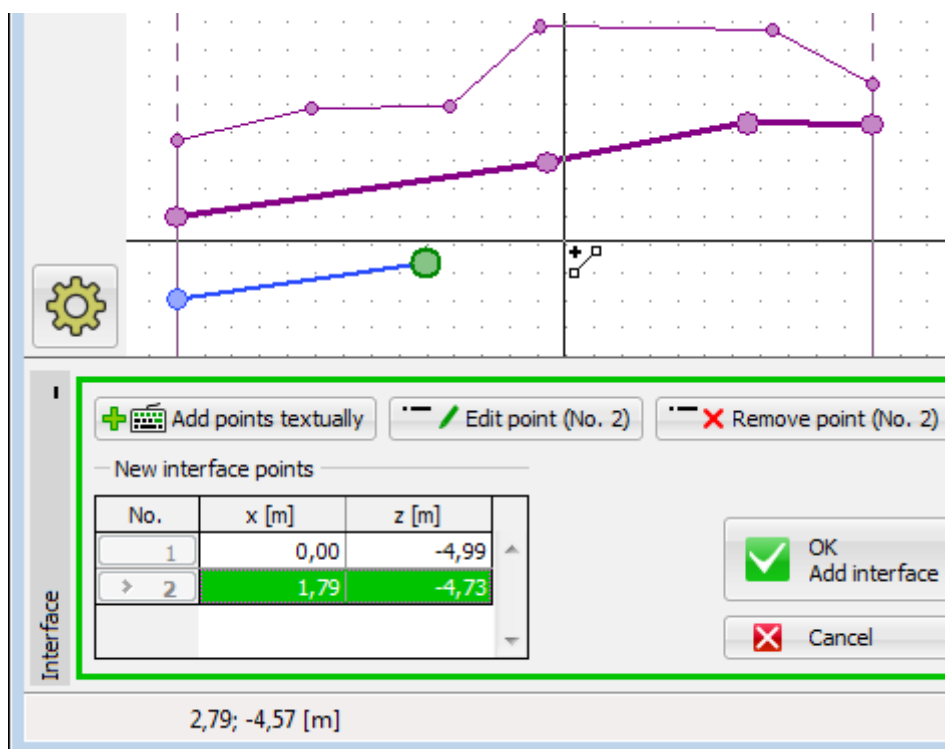 Add points textually
Edit point (No. 2)
Remove point (No. 2)
New interface points
No. x [m] z [m]
1 0,00 -4,99
2 1,79 -4,73
OK
Add interface
Cancel
Interface
2,79; -4,57 [m]